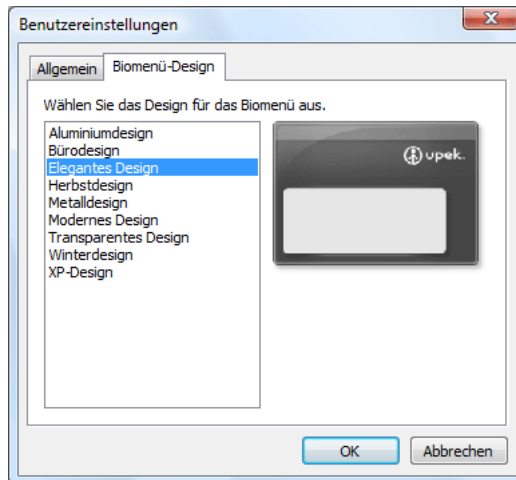 Benutzereinstellungen
Allgemein
Biomenü-Design
Wählen Sie das Design für das Biomenü aus.
Aluminiumdesign
Bürodesign
Elegantes Design
Herbstdesign
Metalldesign
Modernes Design
Transparentes Design
Winterdesign
XP-Design
upek.
OK
Abbrechen